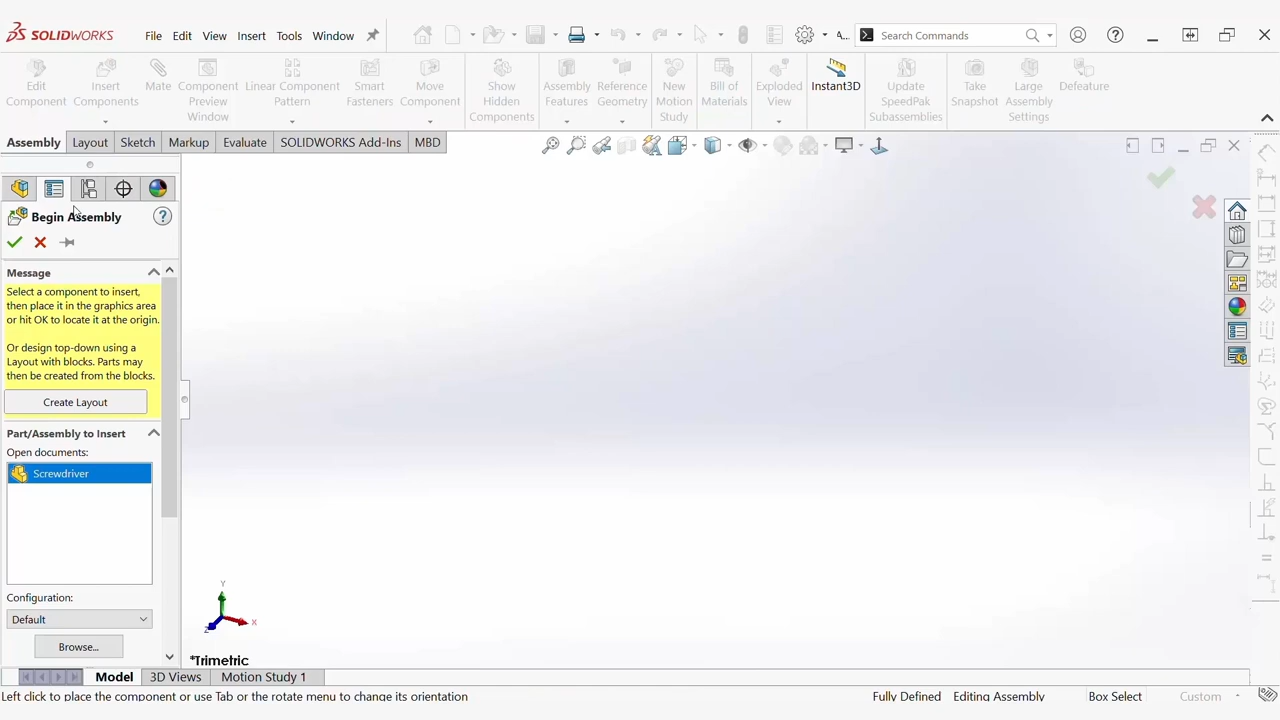 SOLIDWORKS
File Edit View Insert Tools Window
A...
Search Commands
Edit Component
Insert Components
Mate
Component Preview Window
Linear Component Pattern
Smart Fasteners
Move Component
Show Hidden Components
Assembly Features
Reference Geometry
New Motion Study
Bill of Materials
Exploded View
Instant3D
Update SpeedPak Subassemblies
Take Snapshot
Large Assembly Settings
Defeature
Assembly Layout Sketch Markup Evaluate SOLIDWORKS Add-Ins MBD
Begin Assembly
Message
Select a component to insert,
then place it in the graphics area
or hit OK to locate it at the origin.
Or design top-down using a
Layout with blocks. Parts may
then be created from the blocks.
Create Layout
Part/Assembly to Insert
Open documents:
Screwdriver
Configuration:
Default
Browse...
Y
X
Z
*Trimetric
Model 3D Views Motion Study 1
Left click to place the component or use Tab or the rotate menu to change its orientation
Fully Defined Editing Assembly Box Select Custom